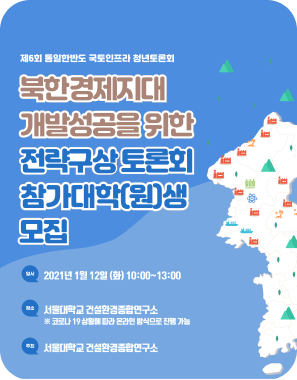 제6회 통일한반도 국토인프라 청년토론회
북한경제지대
개발성공을 위한
전략구상 토론회
참가대학(원)생
모집
일시 2021년 1월 12일 (화) 10:00~13:00
장소 서울대학교 건설환경종합연구소
※ 코로나 19 상황에 따라 온라인 방식으로 진행 가능
주최 서울대학교 건설환경종합연구소